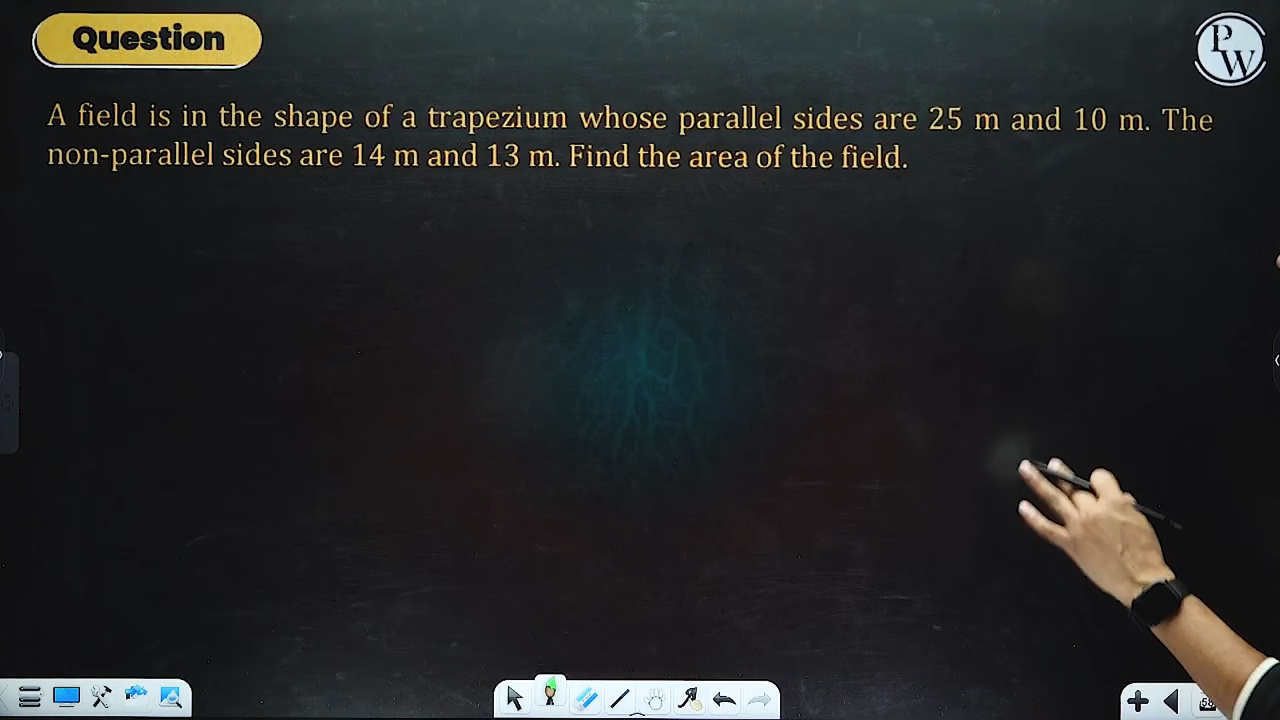 Question
PW
A field is in the shape of a trapezium whose parallel sides are 25 m and 10 m. The
non-parallel sides are 14 m and 13 m. Find the area of the field.